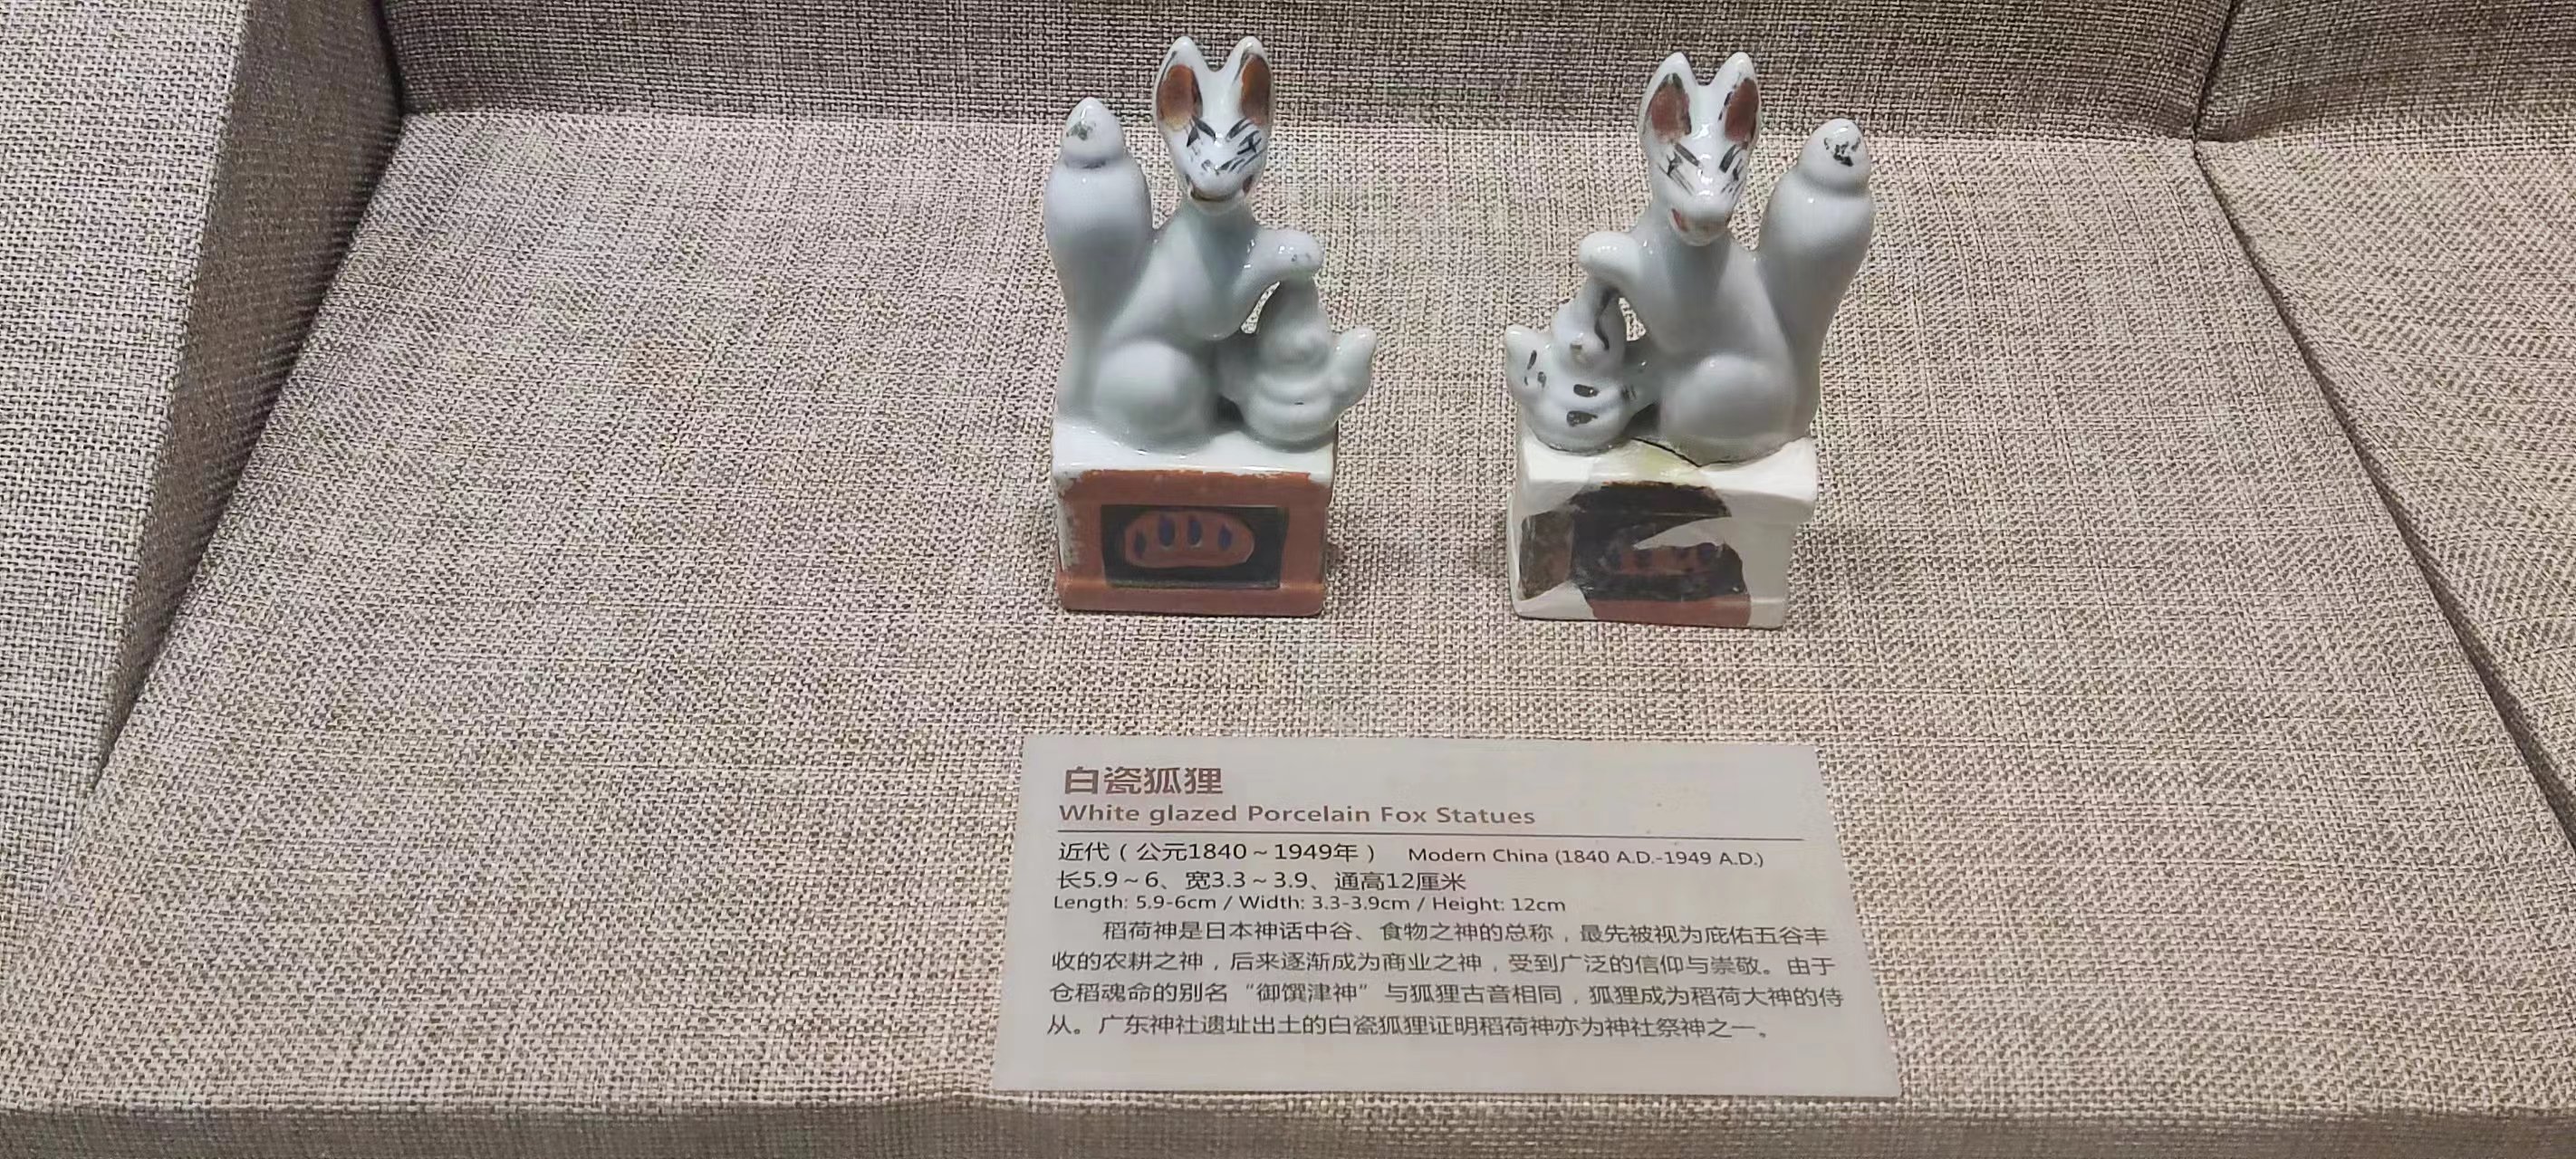 白瓷狐狸
White glazed Porcelain Fox Statues
近代（公元1840～1949年） Modern China (1840 A.D.-1949 A.D.)
长5.9～6、宽3.3～3.9、通高12厘米
Length: 5.9-6cm / Width: 3.3-3.9cm / Height: 12cm
稻荷神是日本神话中谷、食物之神的总称，最先被视为庇佑五谷丰
收的农耕之神，后来逐渐成为商业之神，受到广泛的信仰与崇敬。由于
仓稻魂命的别名“御馔津神”与狐狸古音相同，狐狸成为稻荷大神的侍
从。广东神社遗址出土的白瓷狐狸证明稻荷神亦为神社祭神之一。